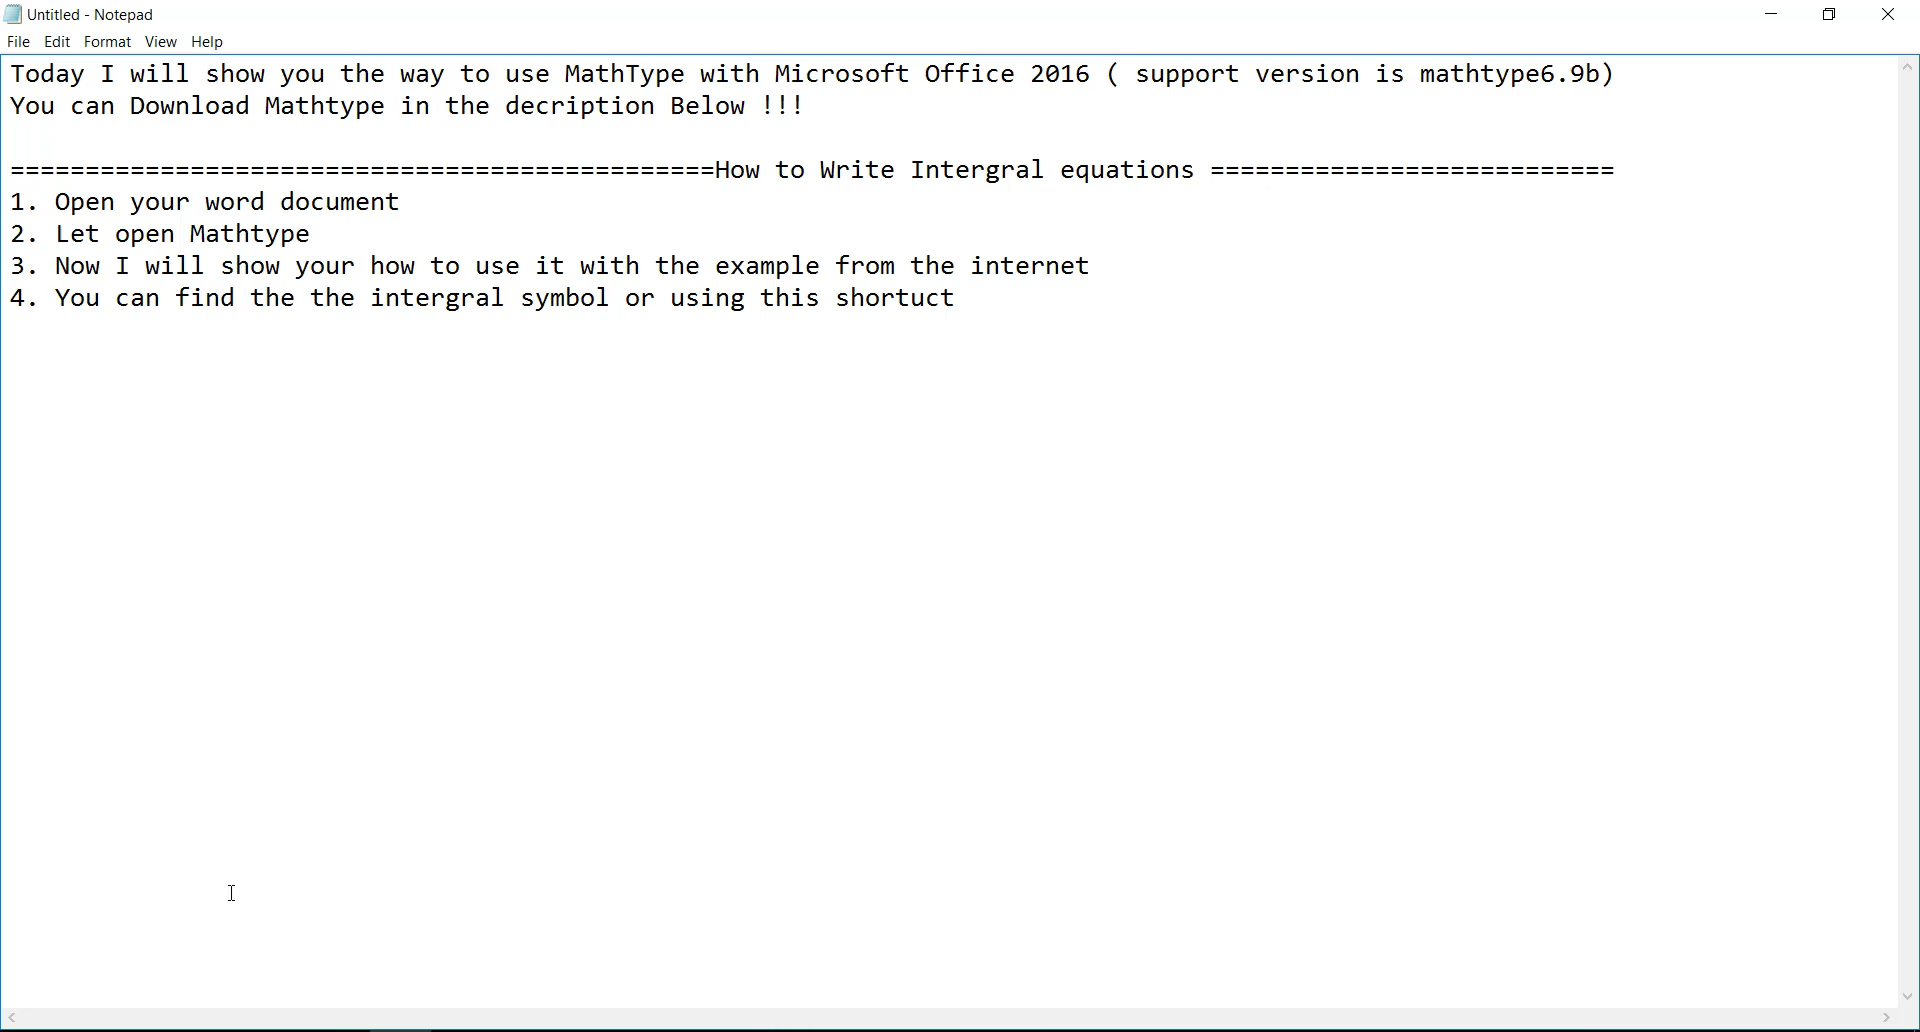 Untitled - Notepad
File Edit Format View Help
Today I will show you the way to use MathType with Microsoft Office 2016 ( support version is mathtype6.9b)
You can Download Mathtype in the decription Below !!!
===============================================How to Write Intergral equations ===========================
1. Open your word document
2. Let open Mathtype
3. Now I will show your how to use it with the example from the internet
4. You can find the the intergral symbol or using this shortuct